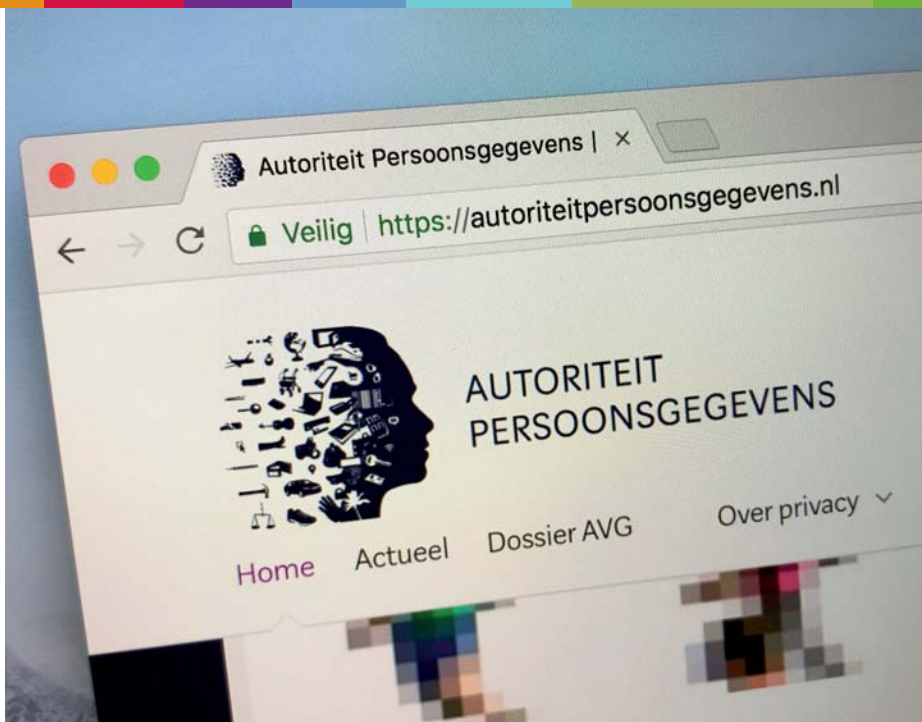 Autoriteit Persoonsgegevens |
Veilig | https://autoriteitpersoonsgegevens.nl
AUTORITEIT
PERSOONSGEGEVENS
Home Actueel Dossier AVG Over privacy